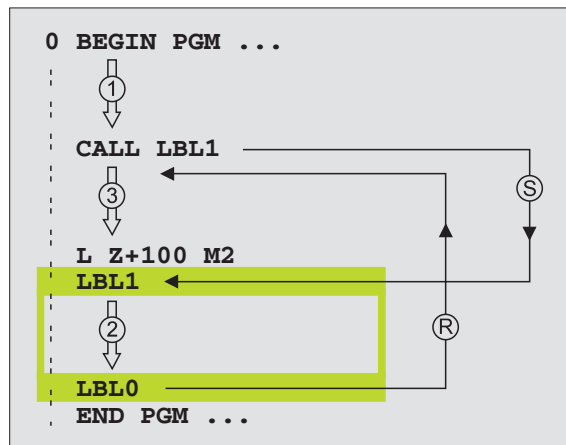 0 BEGIN PGM ...
1
CALL LBL1
S
3
L Z+100 M2
LBL1
2
R
LBL0
END PGM ...